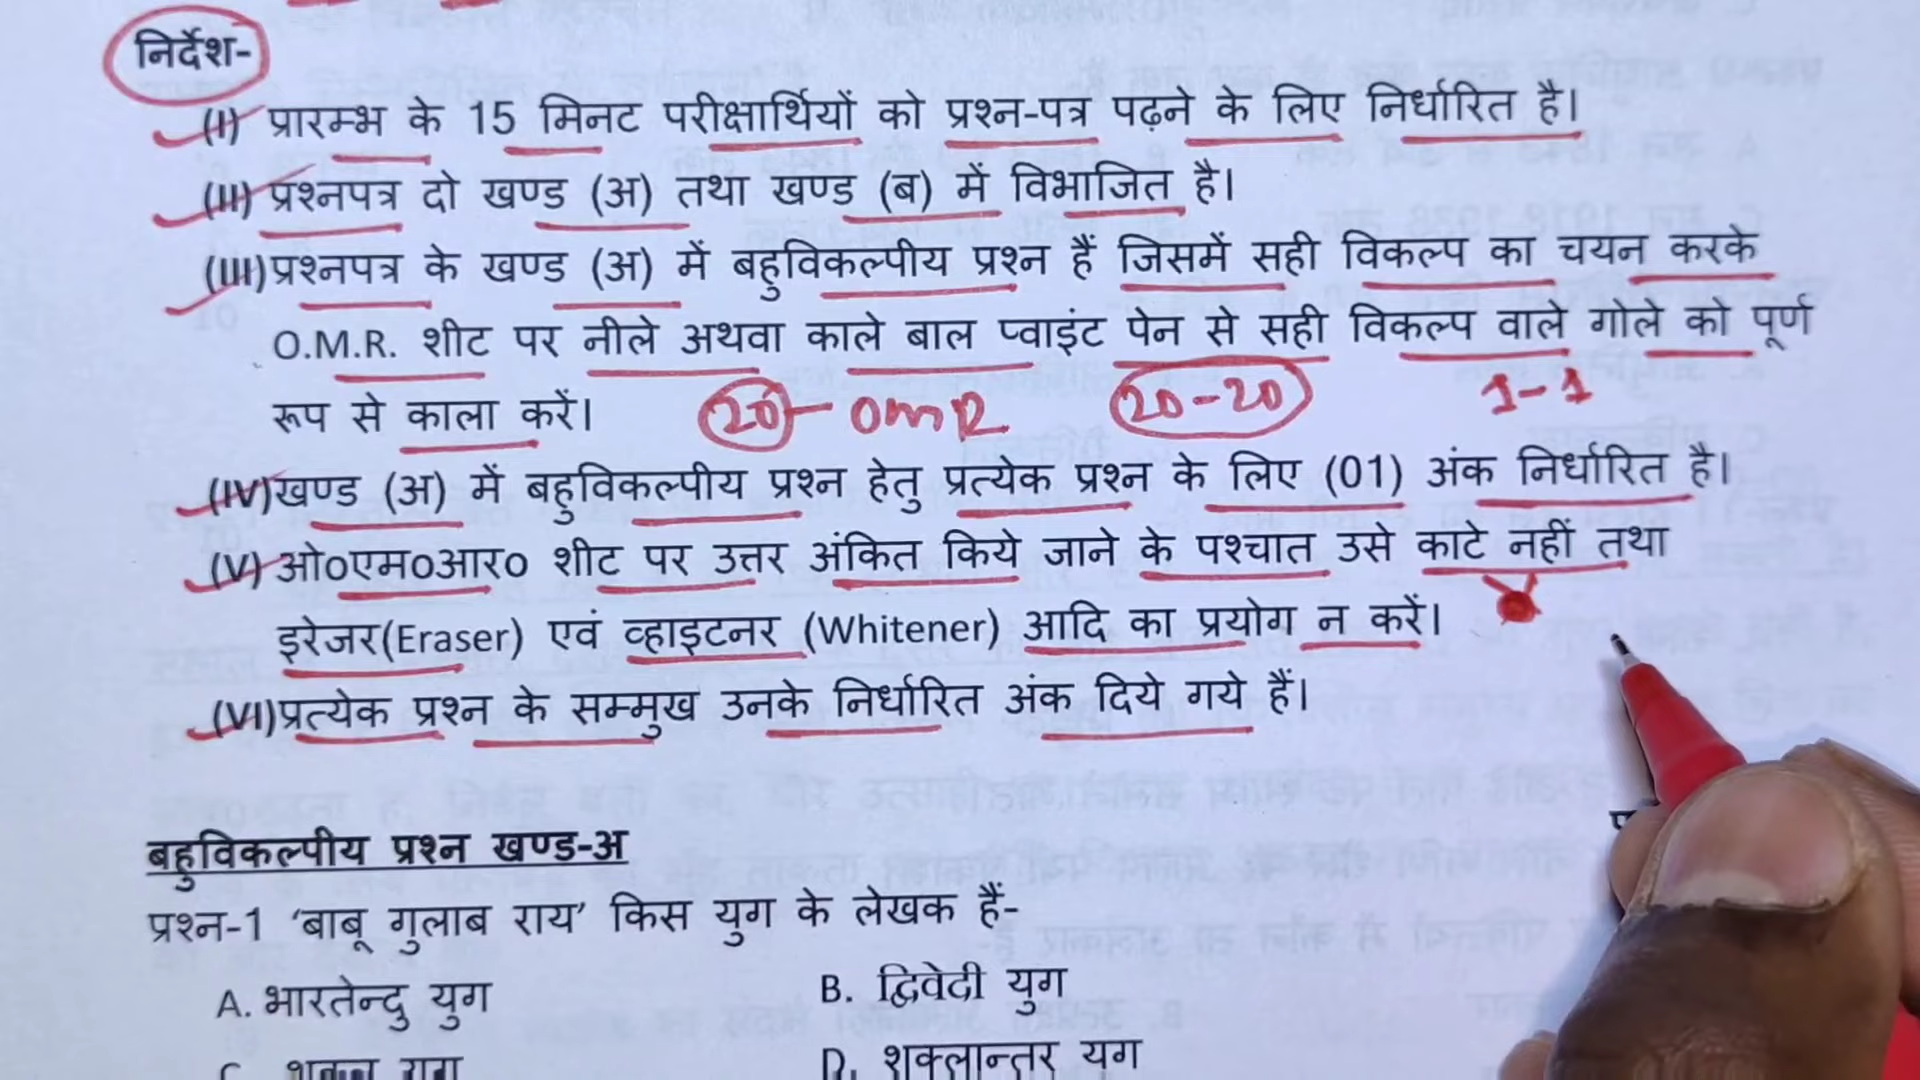 निर्देश-
(I) प्रारम्भ के 15 मिनट परीक्षार्थियों को प्रश्न-पत्र पढ़ने के लिए निर्धारित है।
(II) प्रश्नपत्र दो खण्ड (अ) तथा खण्ड (ब) में विभाजित है।
(III)प्रश्नपत्र के खण्ड (अ) में बहुविकल्पीय प्रश्न हैं जिसमें सही विकल्प का चयन करके
O.M.R. शीट पर नीले अथवा काले बाल प्वाइंट पेन से सही विकल्प वाले गोले को पूर्ण
रूप से काला करें।
20 - OMR 20-20 1-1
(IV)खण्ड (अ) में बहुविकल्पीय प्रश्न हेतु प्रत्येक प्रश्न के लिए (01) अंक निर्धारित है।
(V) ओ०एम०आर० शीट पर उत्तर अंकित किये जाने के पश्चात उसे काटे नहीं तथा
इरेजर(Eraser) एवं व्हाइटनर (Whitener) आदि का प्रयोग न करें।
(VI)प्रत्येक प्रश्न के सम्मुख उनके निर्धारित अंक दिये गये हैं।
बहुविकल्पीय प्रश्न खण्ड-अ
प्रश्न-1 ‘बाबू गुलाब राय’ किस युग के लेखक हैं-
A. भारतेन्दु युग B. द्विवेदी युग
C. शुक्ल युग D. शुक्लान्तर युग